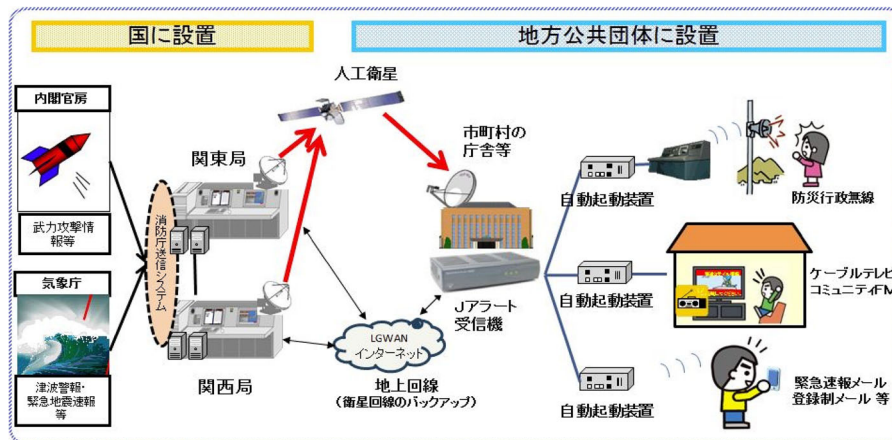 国に設置
地方公共団体に設置
内閣官房
武力攻撃情
報等
気象庁
津波警報・
緊急地震速報
等
消防庁送信システム
関東局
関西局
人工衛星
市町村の
庁舎等
Jアラート
受信機
LGWAN
インターネット
地上回線
(衛星回線のバックアップ)
自動起動装置
防災行政無線
自動起動装置
ケーブルテレビ
コミュニティFM
自動起動装置
緊急速報メール
登録制メール 等